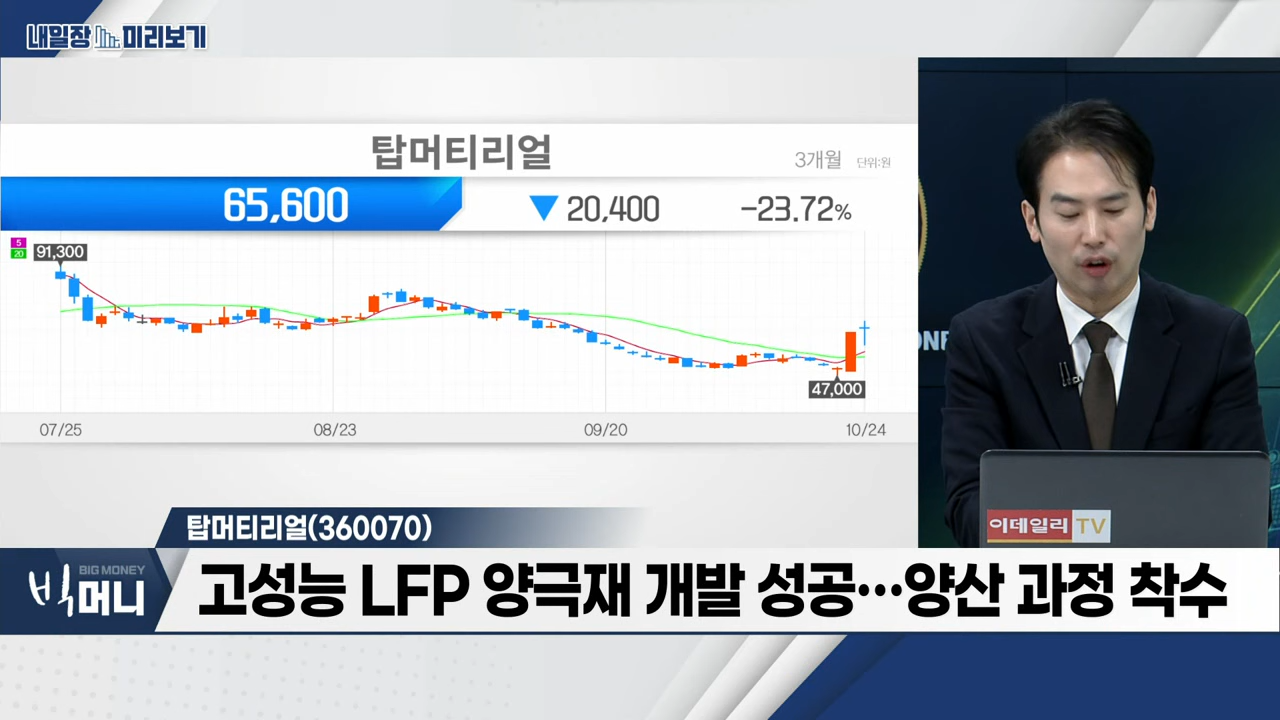 내일장 미리보기
탑머티리얼
3개월 단위:원
65,600 ▼ 20,400 -23.72%
5
20
91,300
47,000
07/25 08/23 09/20 10/24
이데일리 TV
탑머티리얼(360070)
BIG MONEY
빅머니
고성능 LFP 양극재 개발 성공…양산 과정 착수